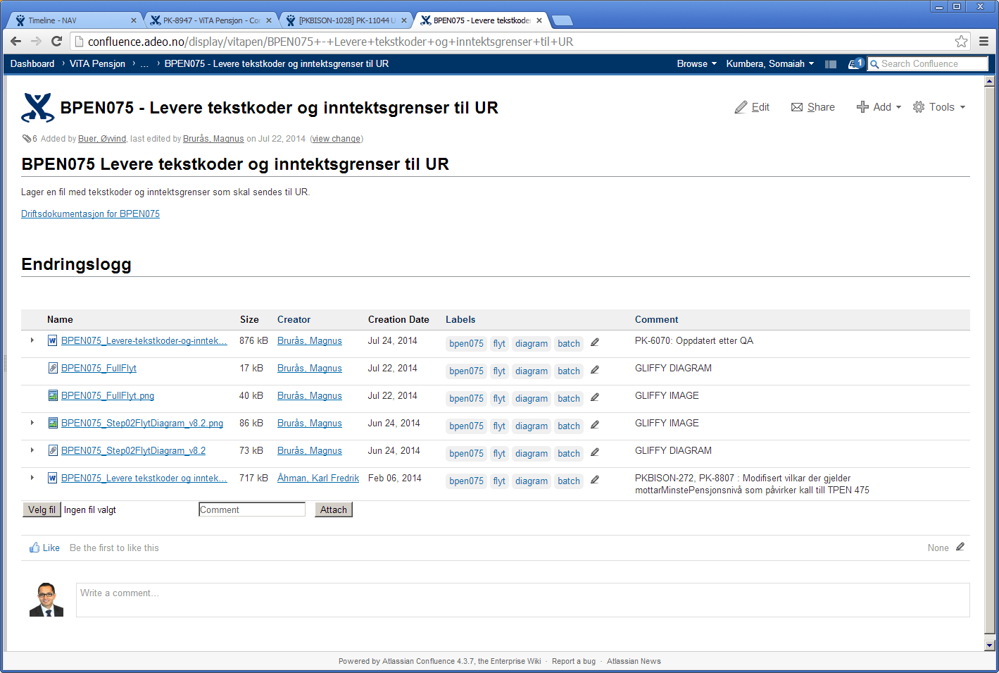 Timeline - NAV
PK-8947 - ViTA Pensjon - Con
[PKBISON-1028] PK-11044 U
BPEN075 - Levere tekstkoder
confluence.adeo.no/display/vitapen/BPEN075+-+Levere+tekstkoder+og+inntektsgrenser+til+UR
Dashboard › ViTA Pensjon › ... › BPEN075 - Levere tekstkoder og inntektsgrenser til UR
Browse
Kumbera, Somaiah
1
Search Confluence
BPEN075 - Levere tekstkoder og inntektsgrenser til UR
Edit
Share
Add
Tools
6 Added by Buer, Øyvind, last edited by Brurås, Magnus on Jul 22, 2014 (view change)
BPEN075 Levere tekstkoder og inntektsgrenser til UR
Lager en fil med tekstkoder og inntektsgrenser som skal sendes til UR.
Driftsdokumentasjon for BPEN075
Endringslogg
Name Size Creator Creation Date Labels Comment
BPEN075_Levere-tekstkoder-og-inntek... 876 kB Brurås, Magnus Jul 24, 2014 bpen075 flyt diagram batch PK-6070: Oppdatert etter QA
BPEN075_FullFlyt 17 kB Brurås, Magnus Jul 22, 2014 bpen075 flyt diagram batch GLIFFY DIAGRAM
BPEN075_FullFlyt.png 40 kB Brurås, Magnus Jul 22, 2014 bpen075 flyt diagram batch GLIFFY IMAGE
BPEN075_Step02FlytDiagram_v8.2.png 86 kB Brurås, Magnus Jun 24, 2014 bpen075 flyt diagram batch GLIFFY IMAGE
BPEN075_Step02FlytDiagram_v8.2 73 kB Brurås, Magnus Jun 24, 2014 bpen075 flyt diagram batch GLIFFY DIAGRAM
BPEN075_Levere tekstkoder og inntek... 717 kB Åhman, Karl Fredrik Feb 06, 2014 bpen075 flyt diagram batch PKBISON-272, PK-8807 : Modifisert vilkar der gjelder
mottarMinstePensjonsnivå som påvirker kall till TPEN 475
Velg fil Ingen fil valgt Comment Attach
Like Be the first to like this
None
Write a comment...
Powered by Atlassian Confluence 4.3.7, the Enterprise Wiki · Report a bug · Atlassian News